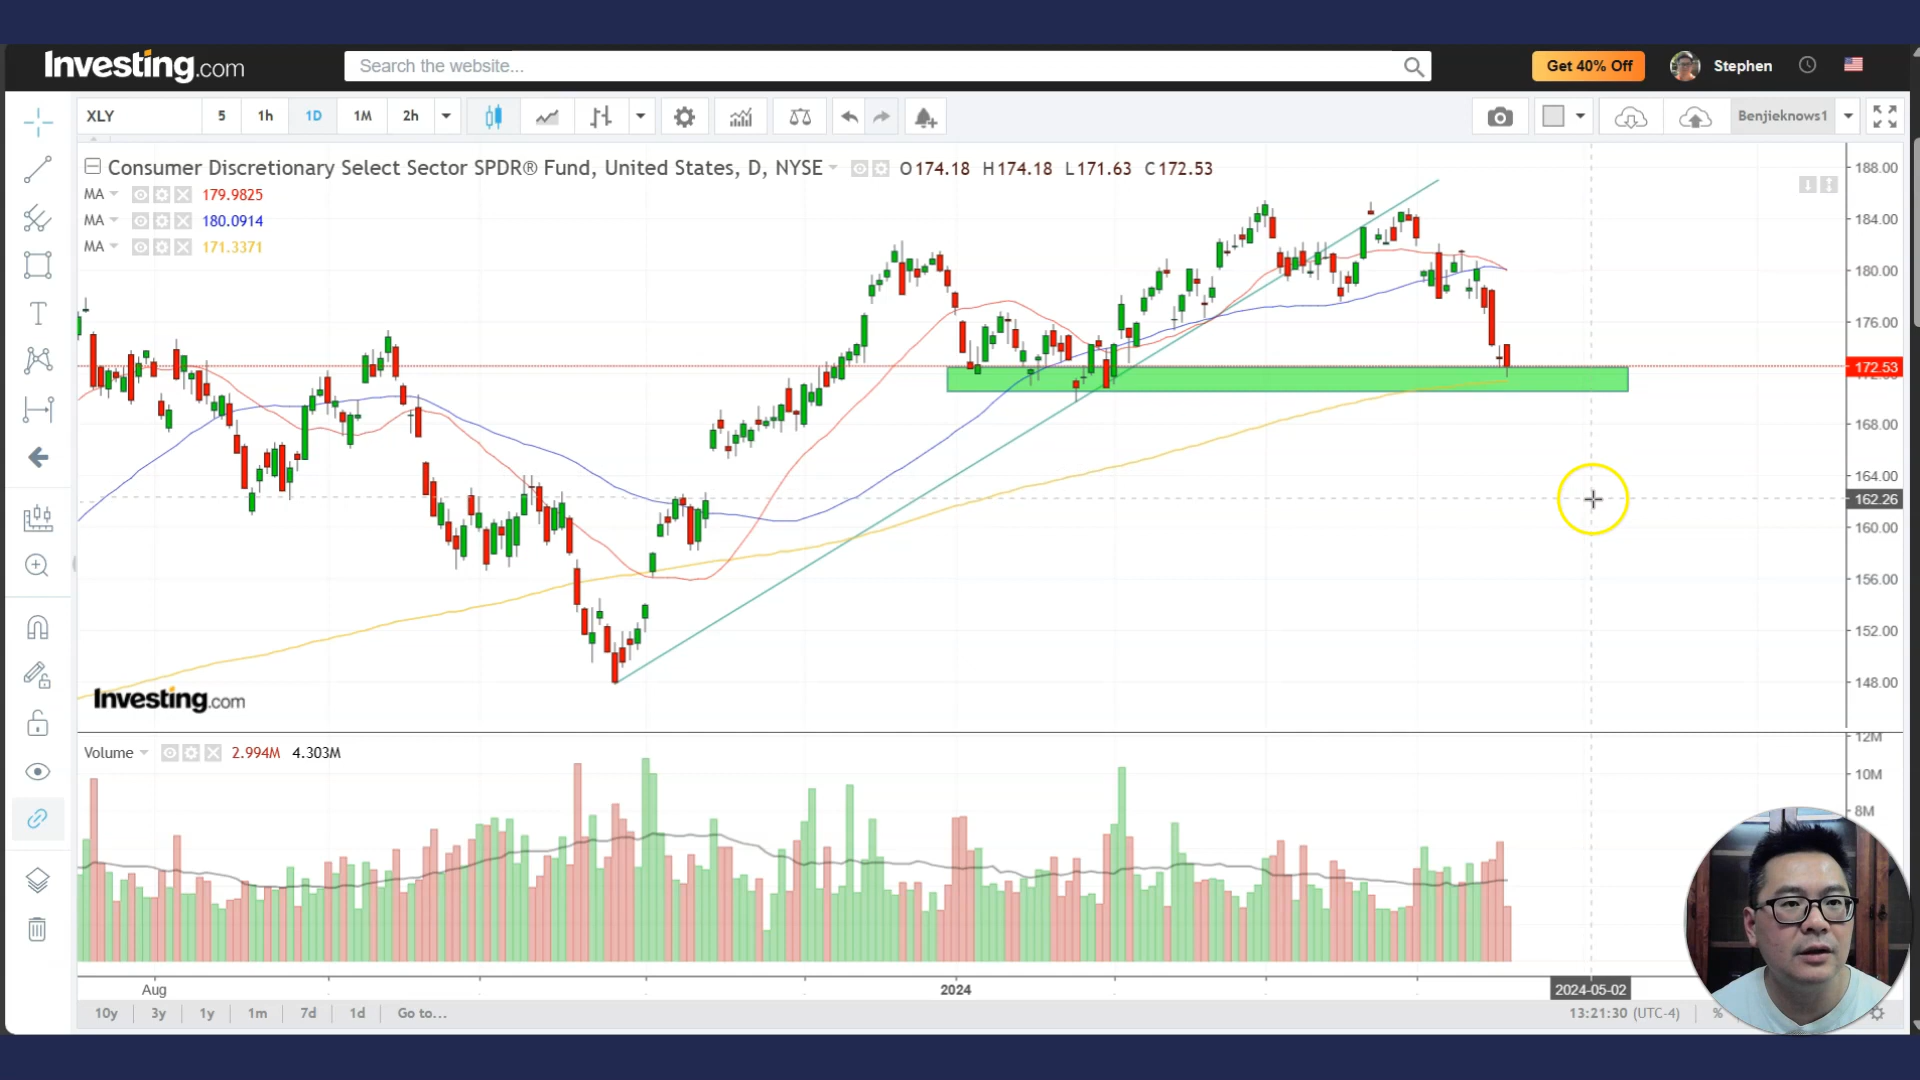 Investing.com
Search the website...
Get 40% Off
Stephen
XLY
5
1h
1D
1M
2h
Benjieknows1
Consumer Discretionary Select Sector SPDR® Fund, United States, D, NYSE
O 174.18 H 174.18 L 171.63 C 172.53
MA 179.9825
MA 180.0914
MA 171.3371
188.00
184.00
180.00
176.00
172.53
168.00
164.00
162.26
160.00
156.00
152.00
148.00
Investing.com
Volume 2.994M 4.303M
12M
10M
8M
Aug
2024
2024-05-02
10y
3y
1y
1m
7d
1d
Go to...
13:21:30 (UTC-4)
%